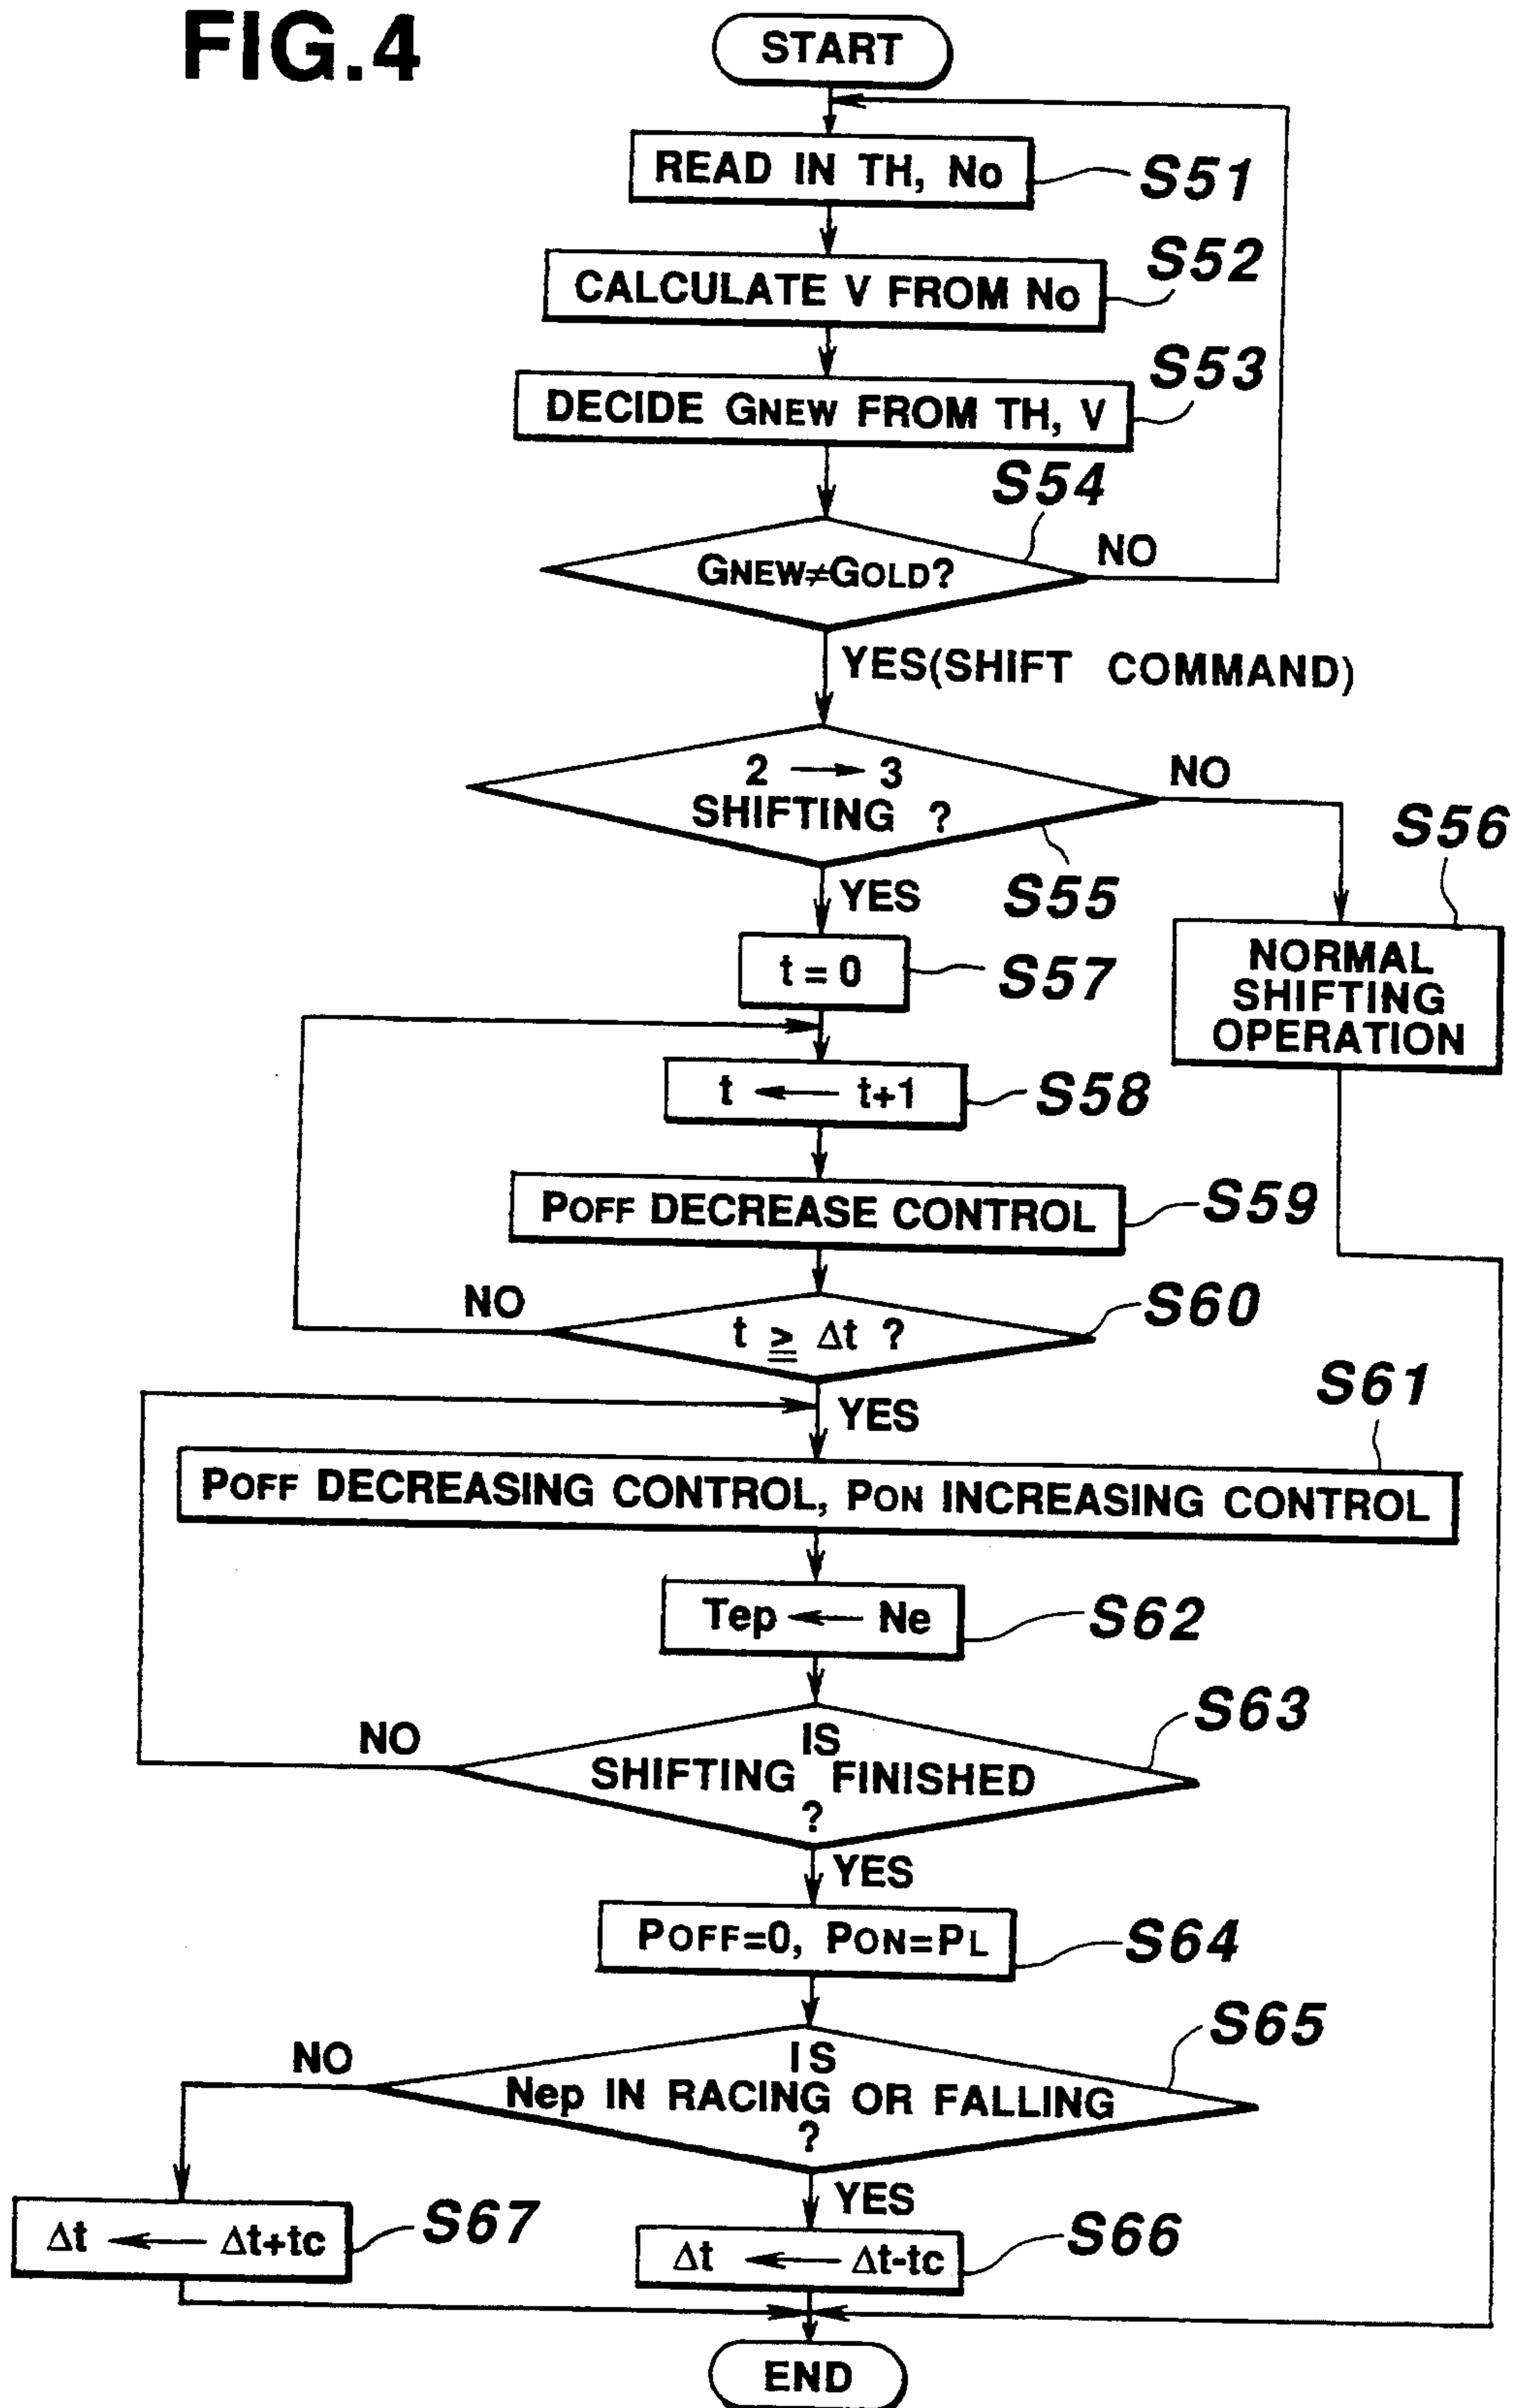 FIG.4
START
READ IN TH, No
S51
CALCULATE V FROM No
S52
DECIDE GNEW FROM TH, V
S53
S54
GNEW≠GOLD?
NO
YES(SHIFT COMMAND)
2 → 3
SHIFTING ?
NO
S55
S56
YES
NORMAL
SHIFTING
OPERATION
t = 0
S57
t ← t+1
S58
POFF DECREASE CONTROL
S59
NO
t ≧ Δt ?
S60
YES
S61
POFF DECREASING CONTROL, PON INCREASING CONTROL
Tep ← Ne
S62
S63
NO
IS
SHIFTING FINISHED
?
YES
POFF=0, PON=PL
S64
S65
NO
IS
Nep IN RACING OR FALLING
?
YES
Δt ← Δt+tc
S67
Δt ← Δt-tc
S66
END